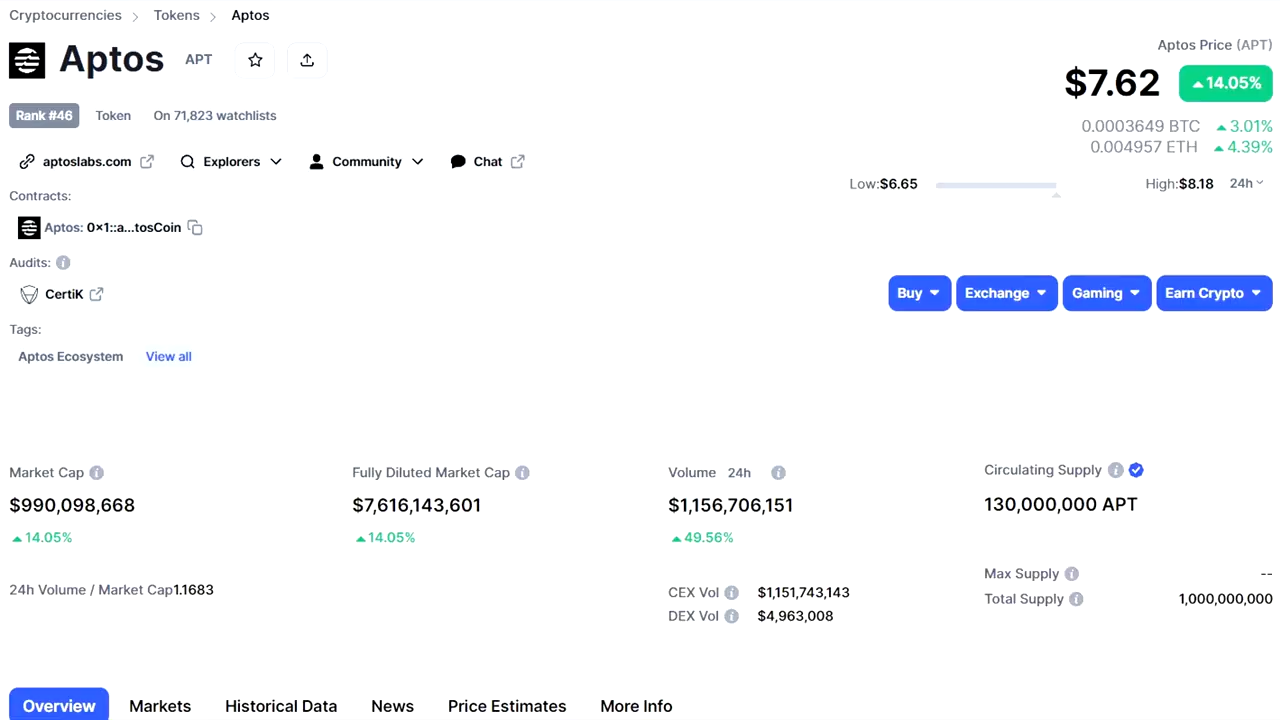 Cryptocurrencies > Tokens > Aptos
Aptos APT
Aptos Price (APT)
$7.62 14.05%
Rank #46 Token On 71,823 watchlists
0.0003649 BTC 3.01%
0.004957 ETH 4.39%
aptoslabs.com Explorers Community Chat
Low:$6.65 High:$8.18 24h
Contracts:
Aptos: 0×1::a...tosCoin
Audits:
CertiK
Buy Exchange Gaming Earn Crypto
Tags:
Aptos Ecosystem View all
Market Cap
$990,098,668
14.05%
24h Volume / Market Cap1.1683
Fully Diluted Market Cap
$7,616,143,601
14.05%
Volume 24h
$1,156,706,151
49.56%
CEX Vol $1,151,743,143
DEX Vol $4,963,008
Circulating Supply
130,000,000 APT
Max Supply --
Total Supply 1,000,000,000
Overview Markets Historical Data News Price Estimates More Info